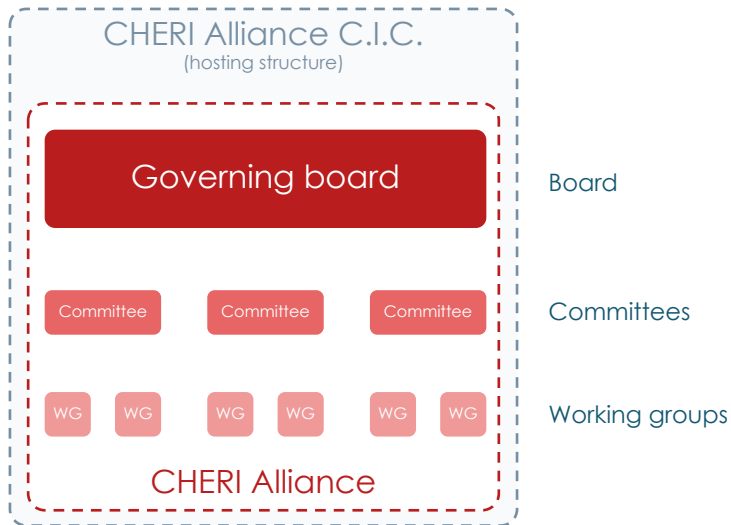 CHERI Alliance C.I.C.
(hosting structure)
Governing board
Board
Committee Committee Committee
Committees
WG WG WG WG WG WG
Working groups
CHERI Alliance